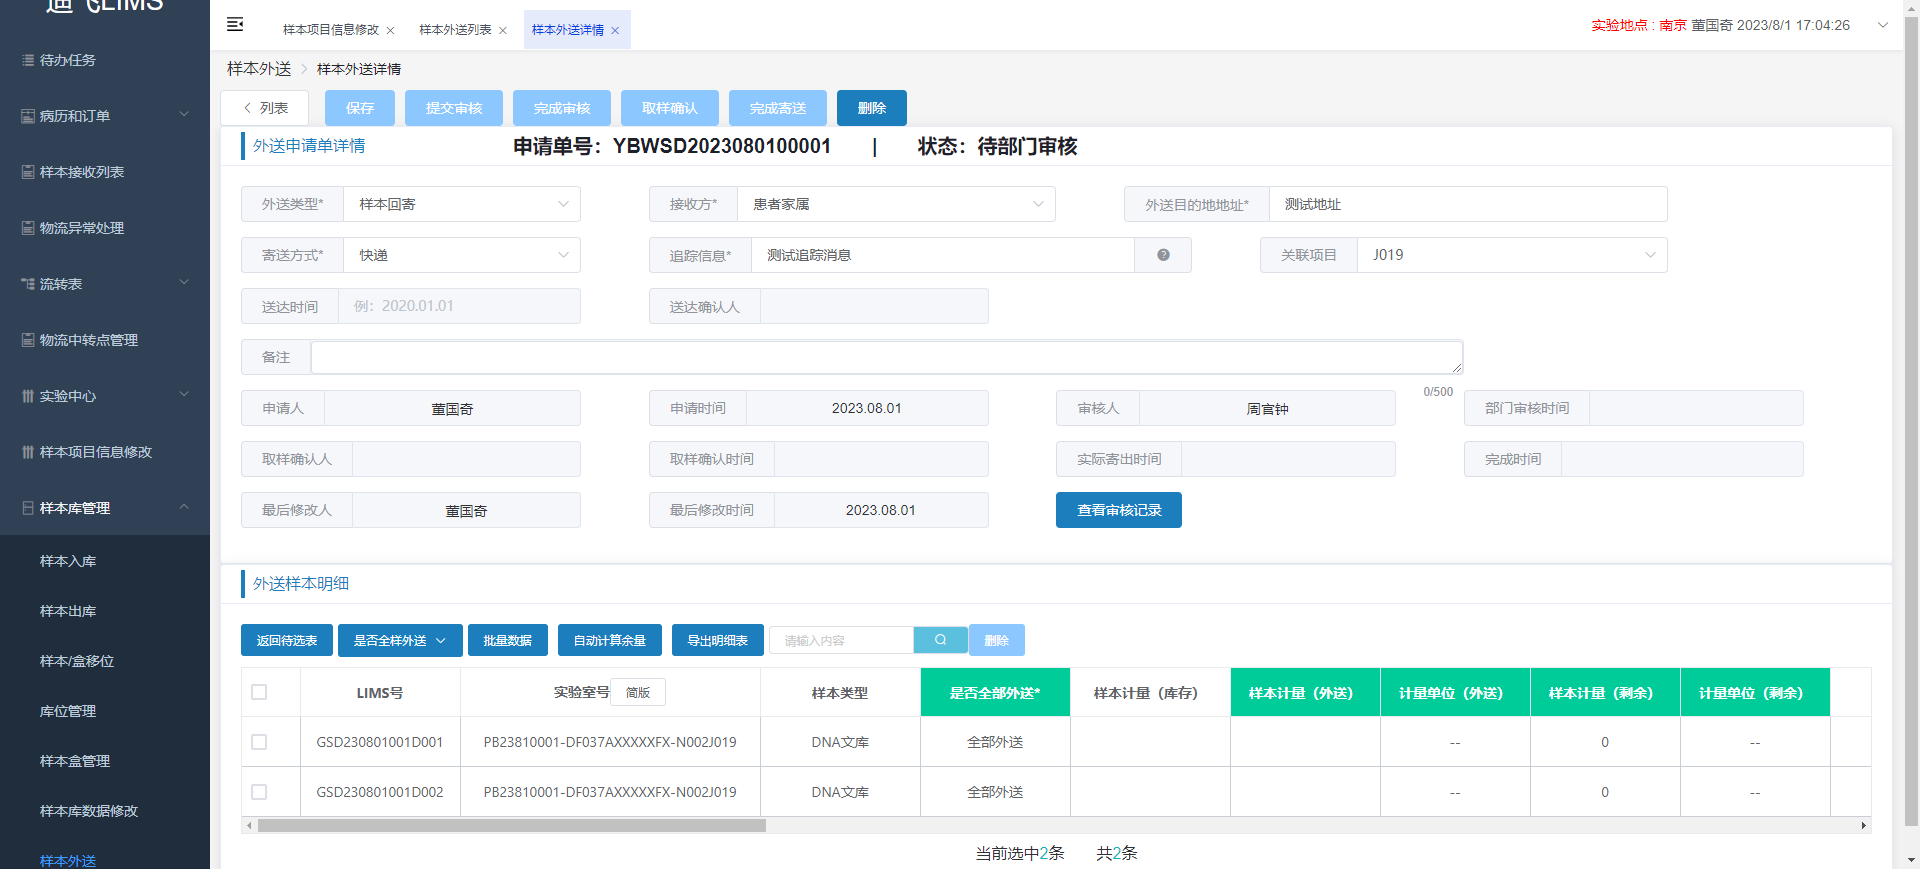 迪飞LIMS
待办任务
病历和订单
样本接收列表
物流异常处理
流转表
物流中转点管理
实验中心
样本项目信息修改
样本库管理
样本入库
样本出库
样本/盒移位
库位管理
样本盒管理
样本库数据修改
样本外送
样本项目信息修改 × 样本外送列表 × 样本外送详情 ×
实验地点 : 南京 董国奇 2023/8/1 17:04:26
样本外送 > 样本外送详情
< 列表 保存 提交审核 完成审核 取样确认 完成寄送 删除
外送申请单详情 申请单号：YBWSD2023080100001 | 状态：待部门审核
外送类型* 样本回寄 接收方* 患者家属 外送目的地地址* 测试地址
寄送方式* 快递 追踪信息* 测试追踪消息 ? 关联项目 J019
送达时间 例：2020.01.01 送达确认人
备注
0/500
申请人 董国奇 申请时间 2023.08.01 审核人 周官钟 部门审核时间
取样确认人 取样确认时间 实际寄出时间 完成时间
最后修改人 董国奇 最后修改时间 2023.08.01 查看审核记录
外送样本明细
返回待选表 是否全样外送 批量数据 自动计算余量 导出明细表 请输入内容 删除
LIMS号 实验室号 简版 样本类型 是否全部外送* 样本计量（库存） 样本计量（外送） 计量单位（外送） 样本计量（剩余） 计量单位（剩余）
GSD230801001D001 PB23810001-DF037AXXXXXFX-N002J019 DNA文库 全部外送 -- 0 --
GSD230801001D002 PB23810001-DF037AXXXXXFX-N002J019 DNA文库 全部外送 -- 0 --
当前选中2条 共2条